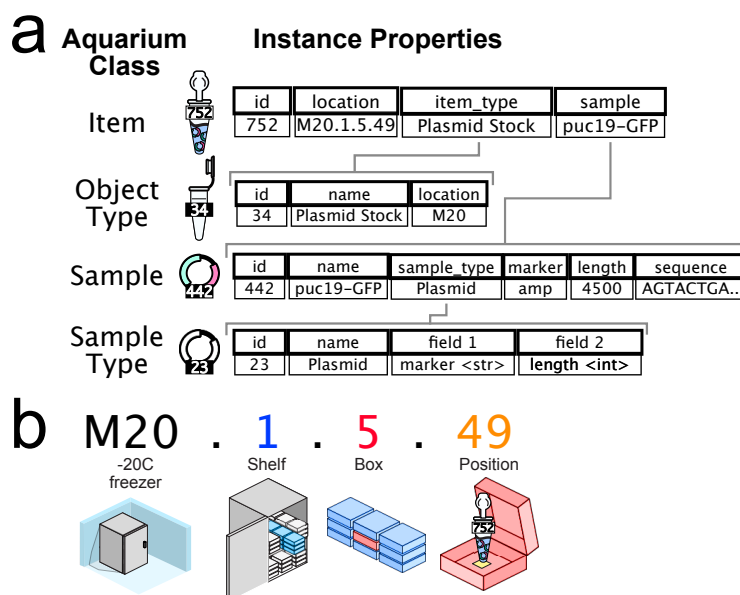 a
Aquarium Class
Instance Properties
Item
752
id location item_type sample
752 M20.1.5.49 Plasmid Stock puc19-GFP
Object Type
34
id name location
34 Plasmid Stock M20
Sample
442
id name sample_type marker length sequence
442 puc19-GFP Plasmid amp 4500 AGTACTGA..
Sample Type
23
id name field 1 field 2
23 Plasmid marker <str> length <int>
b
M20 . 1 . 5 . 49
-20C freezer
Shelf
Box
Position
752